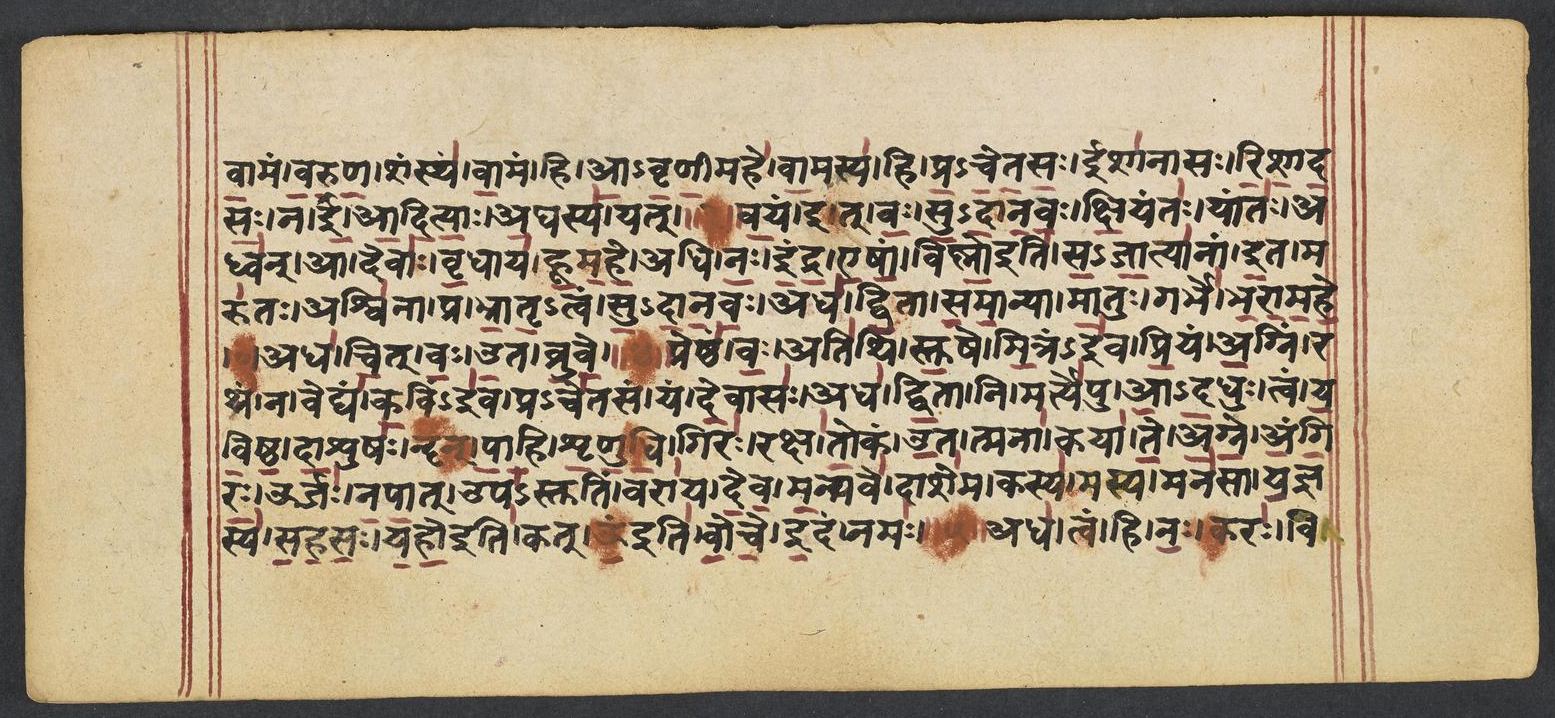 वामं।वरुण।शंस्यं।वामं।हि।आऽवृणीमहे।वामस्य।हि।प्रऽचेतसः।ईशानासः।रिशाद
सः।न।ईं।आदित्याः।अघस्य।यत्।वयं।इत्।वः।सुऽदानवः।क्षियंतः।यांतः।अ
ध्वन्।आ।देवाः।वृधाय।हूमहे।अधि।नः।इंद्र।एषां।विष्णोइति।सऽजात्यानां।इत।म
रुतः।अश्विना।प्र।भ्रातृऽत्वं।सुऽदानवः।अध।द्विता।समान्या।मातुः।गर्भे।भरामहे
।अध।चित्।वः।उत।ब्रुवे।प्रेष्ठं।वः।अतिथिं।स्तुषे।मित्रंऽइव।प्रियं।अग्निं।र
थं।न।वेद्यं।कविंऽइव।प्रऽचेतसं।यं।देवासः।अध।द्विता।नि।मर्त्येषु।आऽदधुः।त्वं।य
विष्ठ।दाशुषः।नॄन्।पाहि।शृणुधि।गिरः।रक्ष।तोकं।उत।त्मना।कया।ते।अग्ने।अंगि
रः।ऊर्जः।नपात्।उपऽस्तुतिं।वराय।देव।मन्यवे।दाशेम।कस्य।मनसा।यज्ञ
स्य।सहसः।यहोइति।कत्।ऊंइति।वोचे।इदं।नमः।अध।त्वं।हि।नः।करः।वि